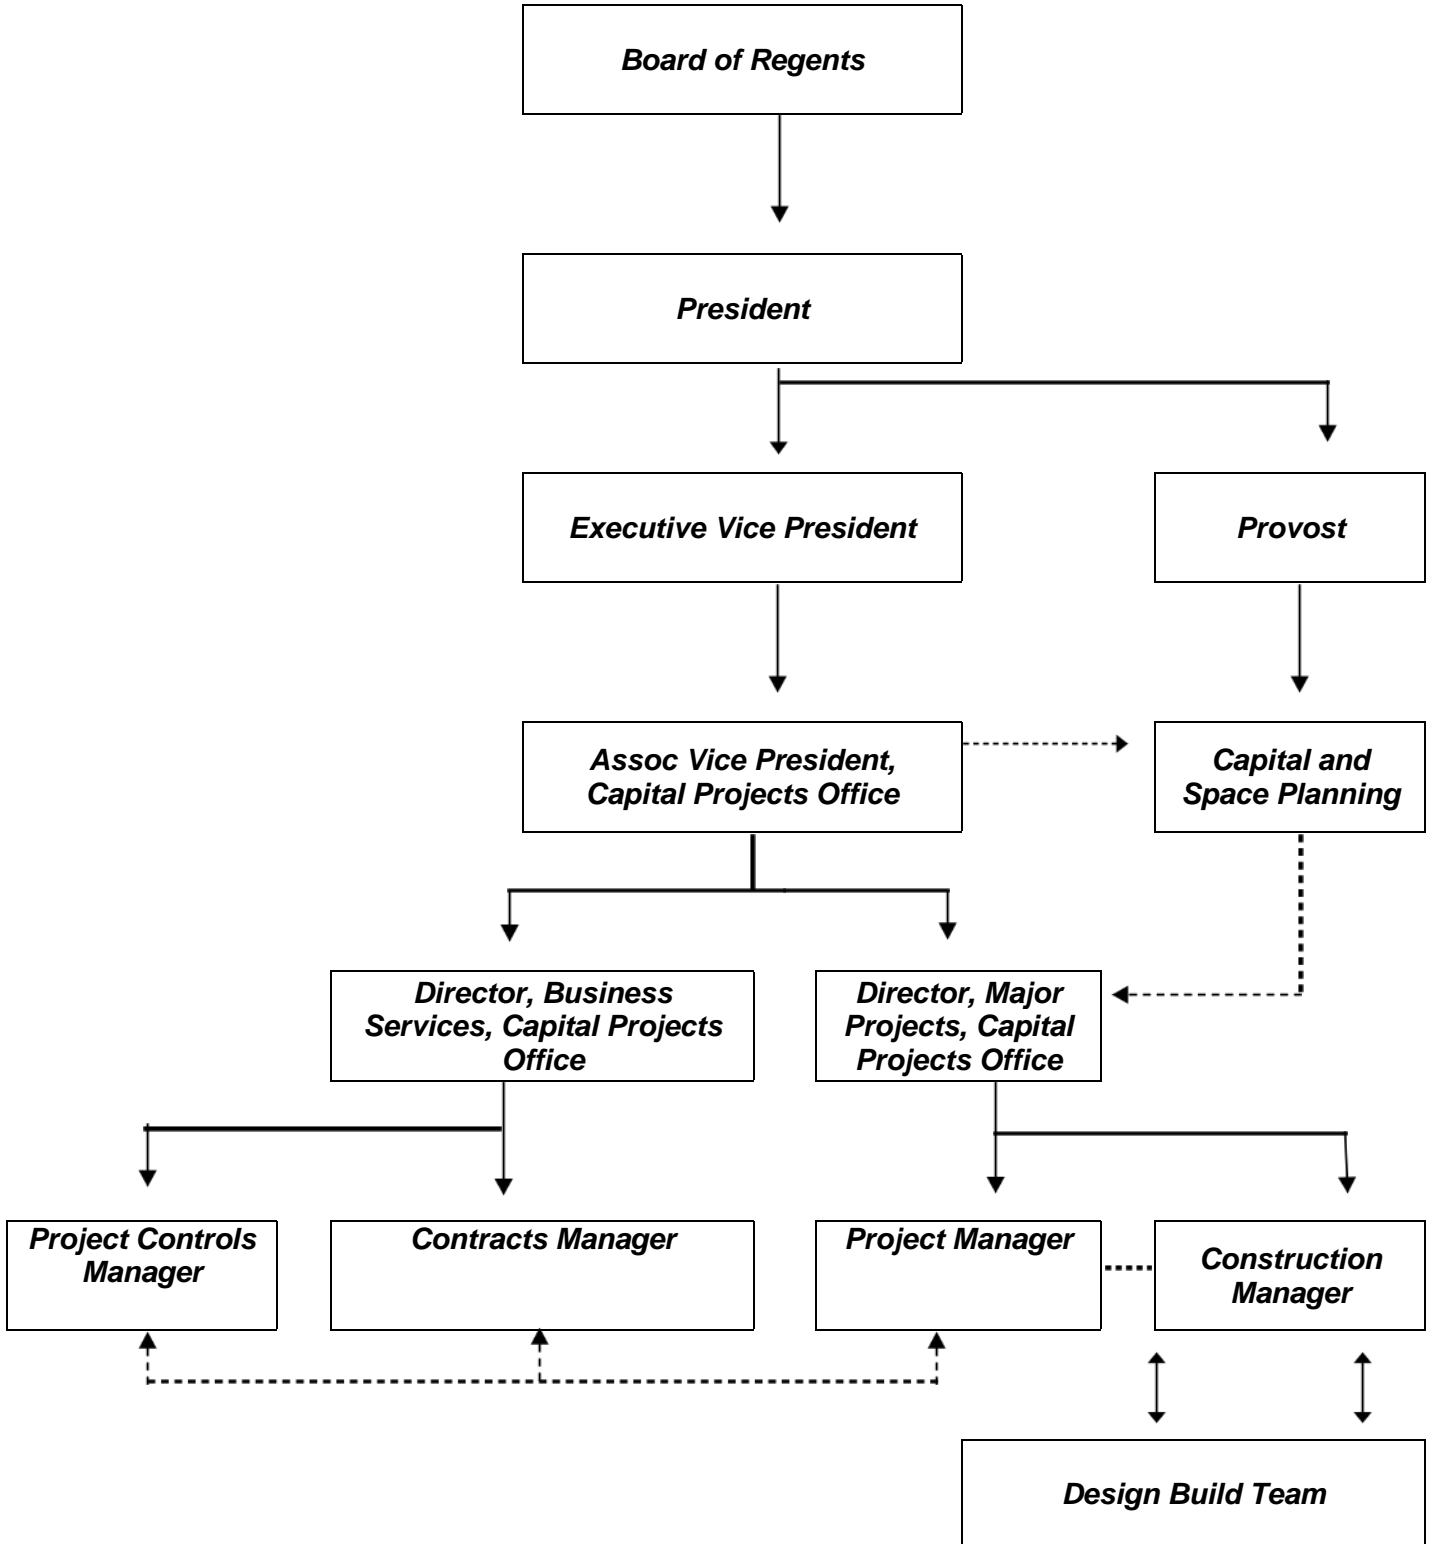 Board of Regents
President
Executive Vice President
Provost
Assoc Vice President,
Capital Projects Office
Capital and
Space Planning
Director, Business
Services, Capital Projects
Office
Director, Major
Projects, Capital
Projects Office
Project Controls
Manager
Contracts Manager
Project Manager
Construction
Manager
Design Build Team